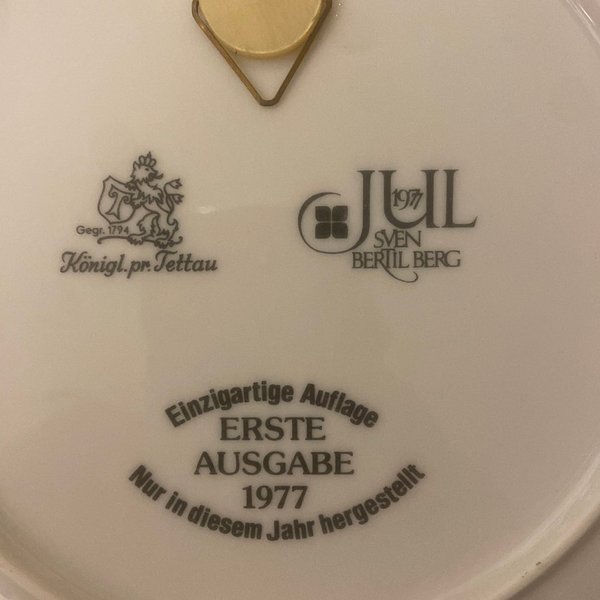 T
Gegr. 1794
Königl. pr. Tettau
JUL
1977
SVEN
BERTIL BERG
Einzigartige Auflage
ERSTE
AUSGABE
1977
Nur in diesem Jahr hergestellt